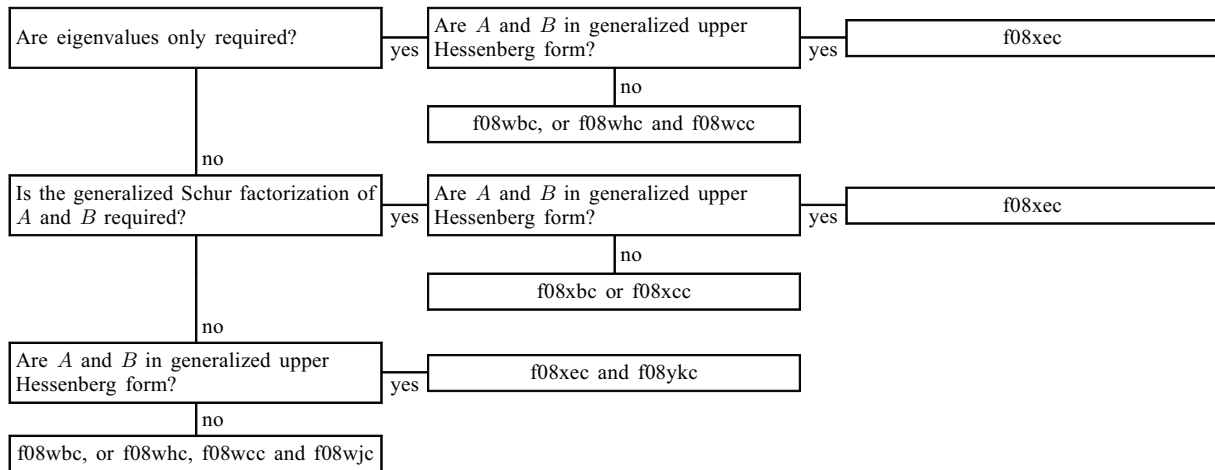 Are eigenvalues only required?
yes
Are A and B in generalized upper
Hessenberg form?
yes
f08xec
no
f08wbc, or f08whc and f08wcc
no
Is the generalized Schur factorization of
A and B required?
yes
Are A and B in generalized upper
Hessenberg form?
yes
f08xec
no
f08xbc or f08xcc
no
Are A and B in generalized upper
Hessenberg form?
yes
f08xec and f08ykc
no
f08wbc, or f08whc, f08wcc and f08wjc